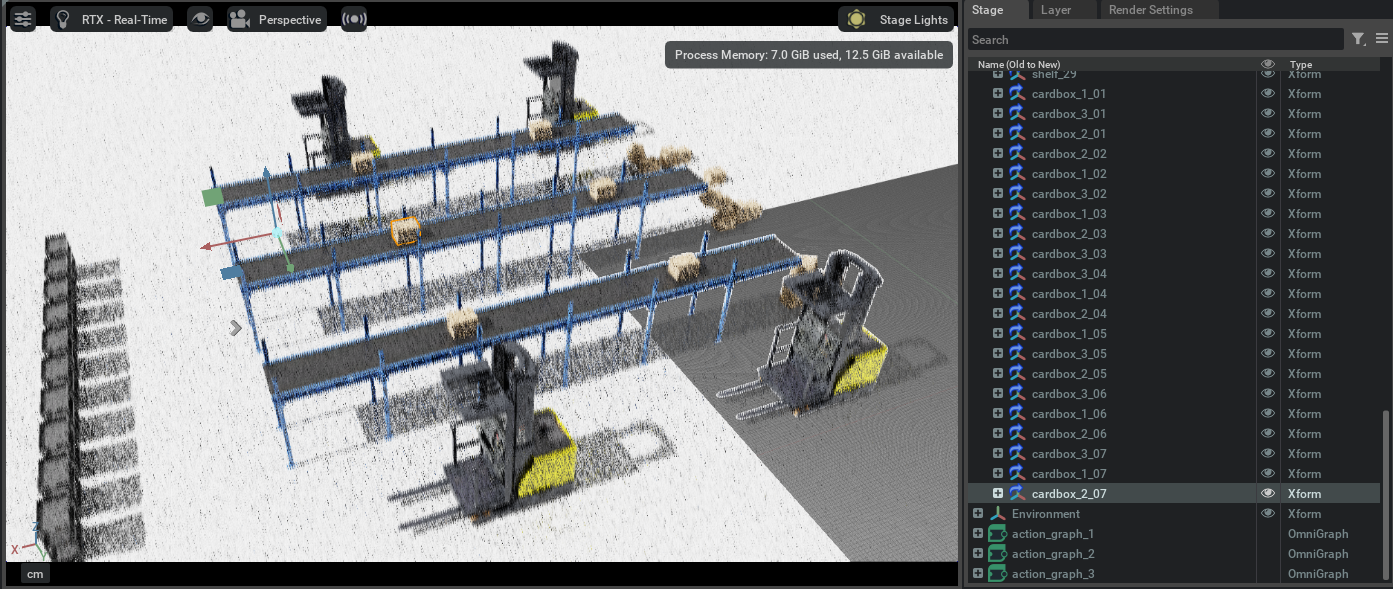 RTX - Real-Time
Perspective
Stage Lights
Process Memory: 7.0 GiB used, 12.5 GiB available
X
Z
Y
cm
Stage
Layer
Render Settings
Search
Name (Old to New)
Type
shelf_29 Xform
cardbox_1_01 Xform
cardbox_3_01 Xform
cardbox_2_01 Xform
cardbox_2_02 Xform
cardbox_1_02 Xform
cardbox_3_02 Xform
cardbox_1_03 Xform
cardbox_2_03 Xform
cardbox_3_03 Xform
cardbox_3_04 Xform
cardbox_1_04 Xform
cardbox_2_04 Xform
cardbox_1_05 Xform
cardbox_3_05 Xform
cardbox_2_05 Xform
cardbox_3_06 Xform
cardbox_1_06 Xform
cardbox_2_06 Xform
cardbox_3_07 Xform
cardbox_1_07 Xform
cardbox_2_07 Xform
Environment Xform
action_graph_1 OmniGraph
action_graph_2 OmniGraph
action_graph_3 OmniGraph